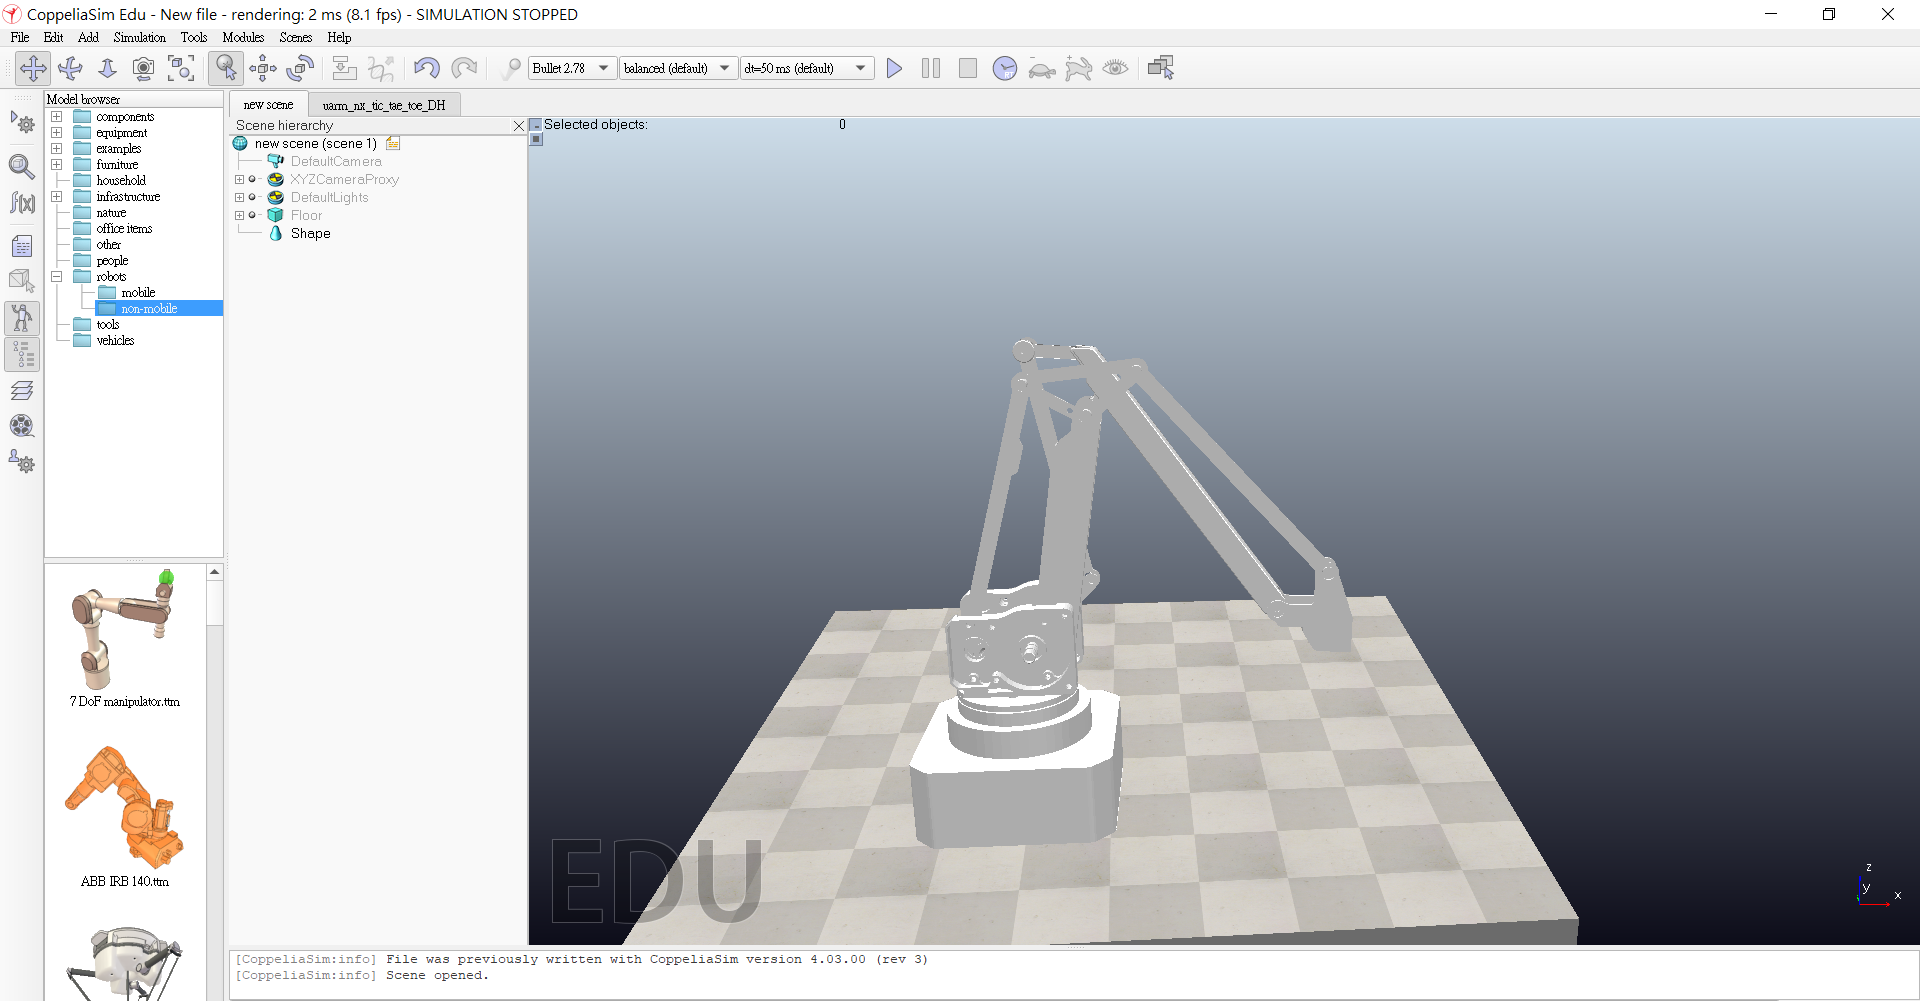 CoppeliaSim Edu - New file - rendering: 2 ms (8.1 fps) - SIMULATION STOPPED
File Edit Add Simulation Tools Modules Scenes Help
Bullet 2.78 balanced (default) dt=50 ms (default)
Model browser
components
equipment
examples
furniture
household
infrastructure
nature
office items
other
people
robots
mobile
non-mobile
tools
vehicles
7 DoF manipulator.ttm
ABB IRB 140.ttm
new scene uarm_nx_tic_tae_toe_DH
Scene hierarchy
new scene (scene 1)
DefaultCamera
XYZCameraProxy
DefaultLights
Floor
Shape
Selected objects: 0
EDU
z
y
x
[CoppeliaSim:info] File was previously written with CoppeliaSim version 4.03.00 (rev 3)
[CoppeliaSim:info] Scene opened.